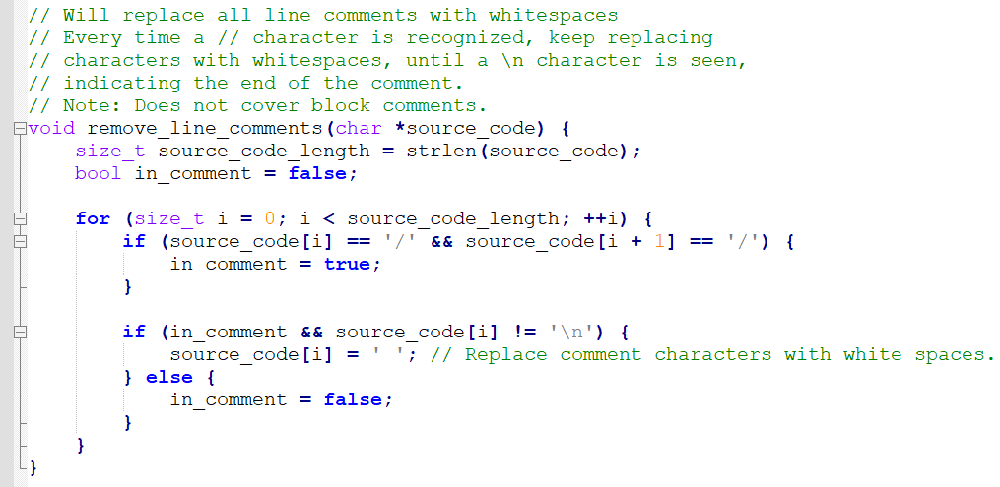 // Will replace all line comments with whitespaces
// Every time a // character is recognized, keep replacing
// characters with whitespaces, until a \n character is seen,
// indicating the end of the comment.
// Note: Does not cover block comments.
void remove_line_comments(char *source_code) {
    size_t source_code_length = strlen(source_code);
    bool in_comment = false;

    for (size_t i = 0; i < source_code_length; ++i) {
        if (source_code[i] == '/' && source_code[i + 1] == '/') {
            in_comment = true;
        }

        if (in_comment && source_code[i] != '\n') {
            source_code[i] = ' '; // Replace comment characters with white spaces.
        } else {
            in_comment = false;
        }
    }
}